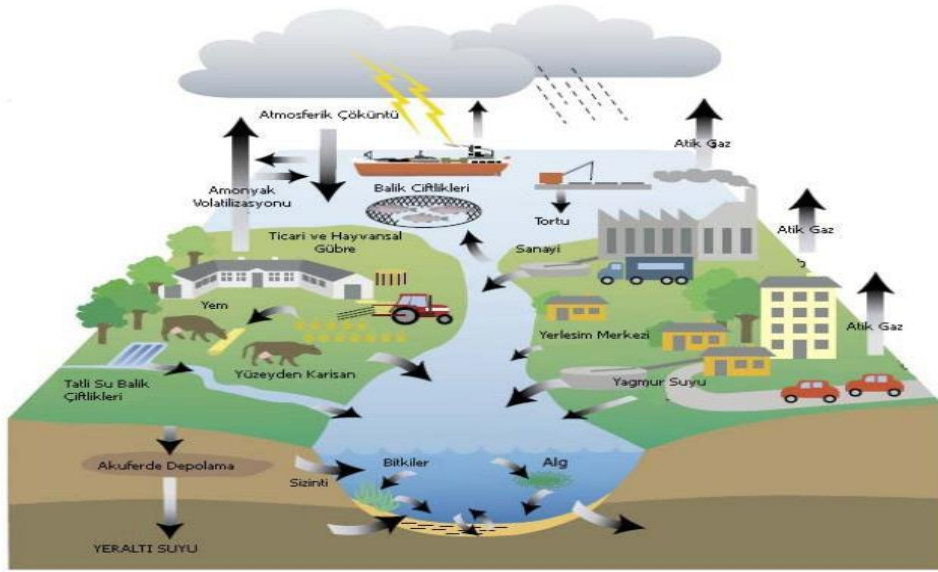 Atmosferik Çöküntü
Atik Gaz
Amonyak
Volatilizasyonu
Balik Ciftlikleri
Tortu
Atik Gaz
Ticari ve Hayvansal
Gübre
Sanayi
Yem
Yerlesim Merkezi
Atik Gaz
Yüzeyden Karisan
Yagmur Suyu
Tatli Su Balik
Çiftlikleri
Akuferde Depolama
Sizinti
Bitkiler
Alg
YERALTI SUYU